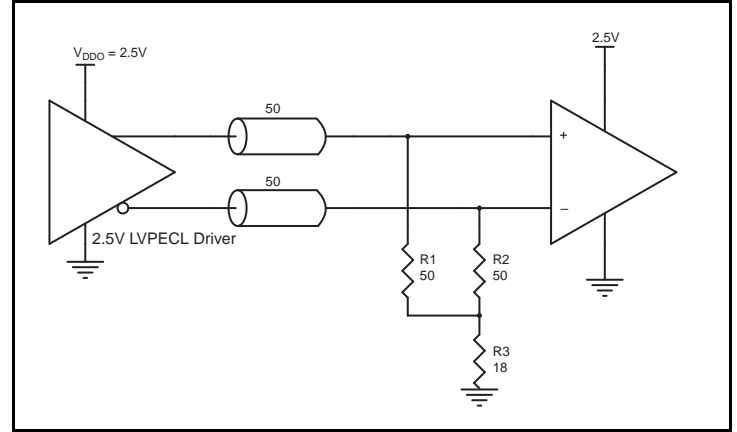 V_DDO = 2.5V
2.5V
50
+
50
–
2.5V LVPECL Driver
R1
50
R2
50
R3
18